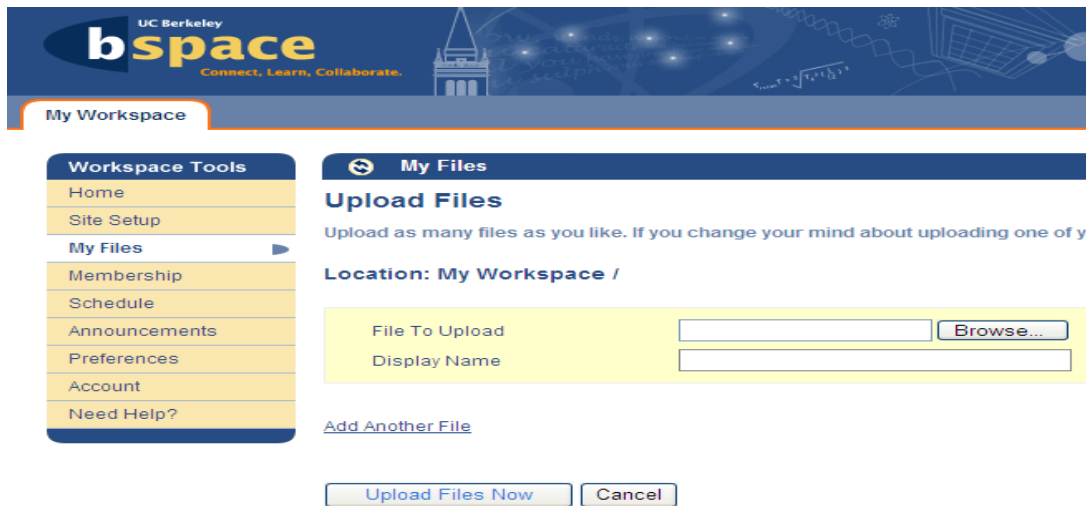 UC Berkeley
bspace
Connect, Learn, Collaborate.
My Workspace
Workspace Tools
Home
Site Setup
My Files
Membership
Schedule
Announcements
Preferences
Account
Need Help?
My Files
Upload Files
Upload as many files as you like. If you change your mind about uploading one of y
Location: My Workspace /
File To Upload
Browse...
Display Name
Add Another File
Upload Files Now
Cancel